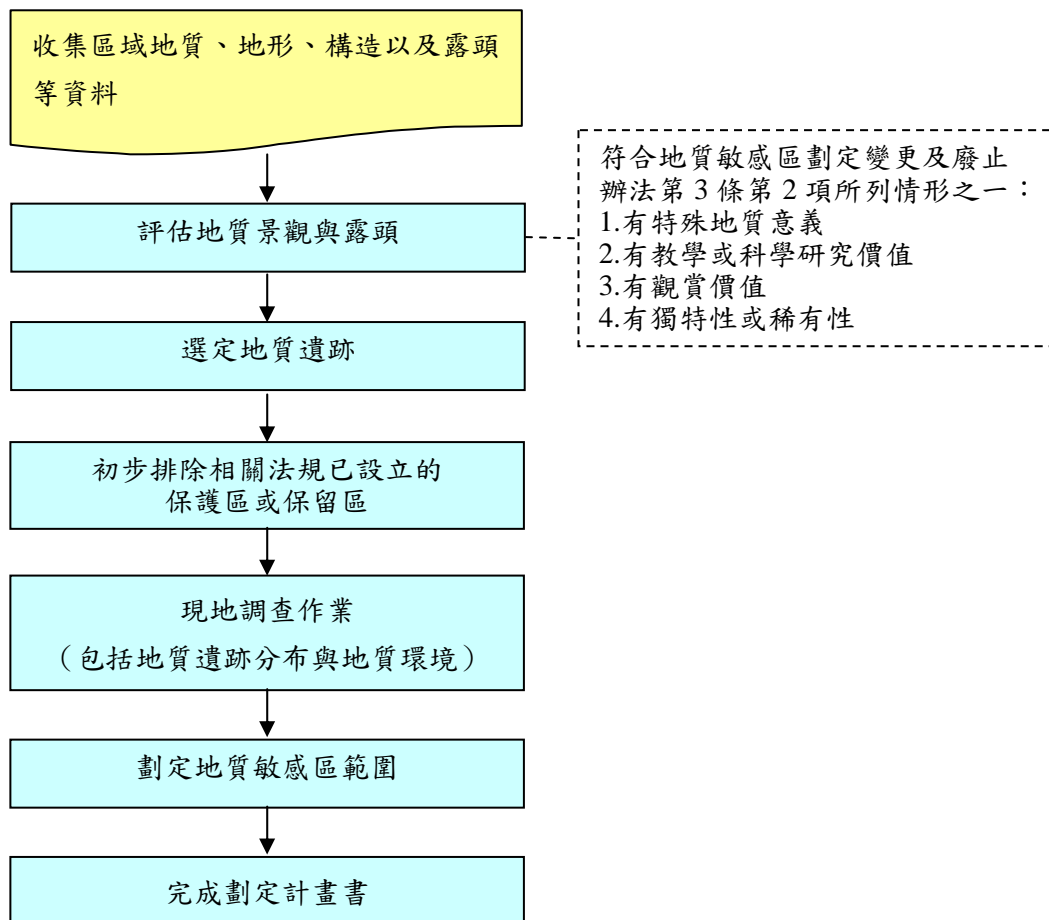 收集區域地質、地形、構造以及露頭
等資料
評估地質景觀與露頭
符合地質敏感區劃定變更及廢止
辦法第 3 條第 2 項所列情形之一：
1.有特殊地質意義
2.有教學或科學研究價值
3.有觀賞價值
4.有獨特性或稀有性
選定地質遺跡
初步排除相關法規已設立的
保護區或保留區
現地調查作業
（包括地質遺跡分布與地質環境）
劃定地質敏感區範圍
完成劃定計畫書